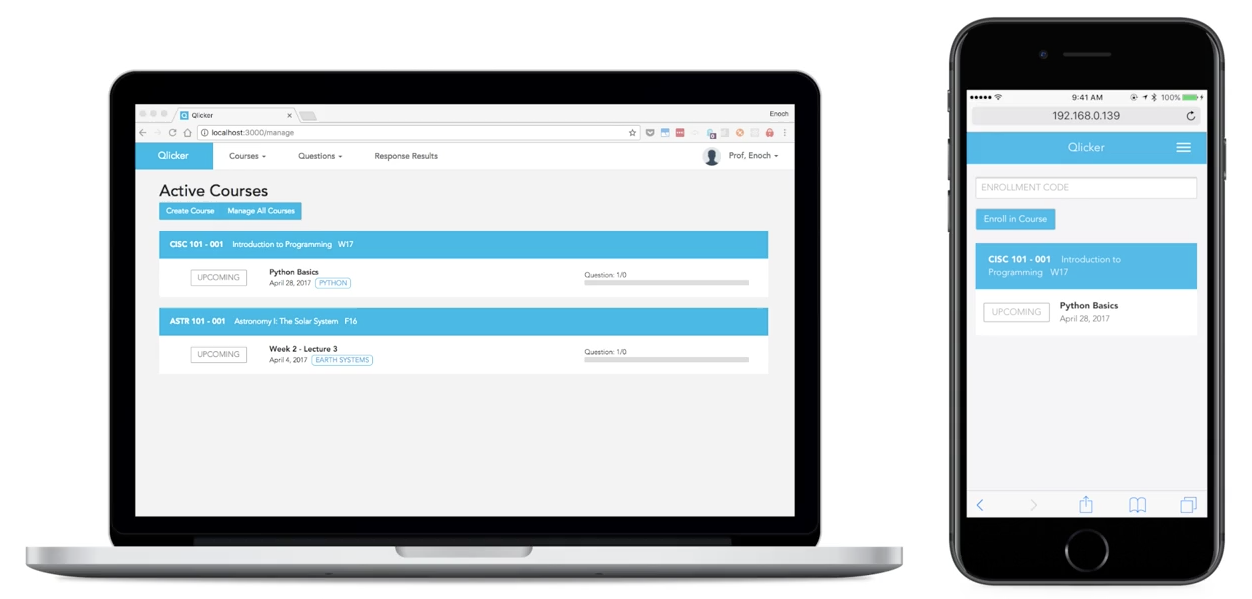 Qlicker
Enoch
localhost:3000/manage
Qlicker Courses Questions Response Results Prof, Enoch
Active Courses
Create Course Manage All Courses
CISC 101 - 001 Introduction to Programming W17
UPCOMING Python Basics Question: 1/0
April 28, 2017 PYTHON
ASTR 101 - 001 Astronomy I: The Solar System F16
UPCOMING Week 2 - Lecture 3 Question: 1/0
April 4, 2017 EARTH SYSTEMS
9:41 AM 100%
192.168.0.139
Qlicker
ENROLLMENT CODE
Enroll in Course
CISC 101 - 001 Introduction to
Programming W17
UPCOMING Python Basics
April 28, 2017